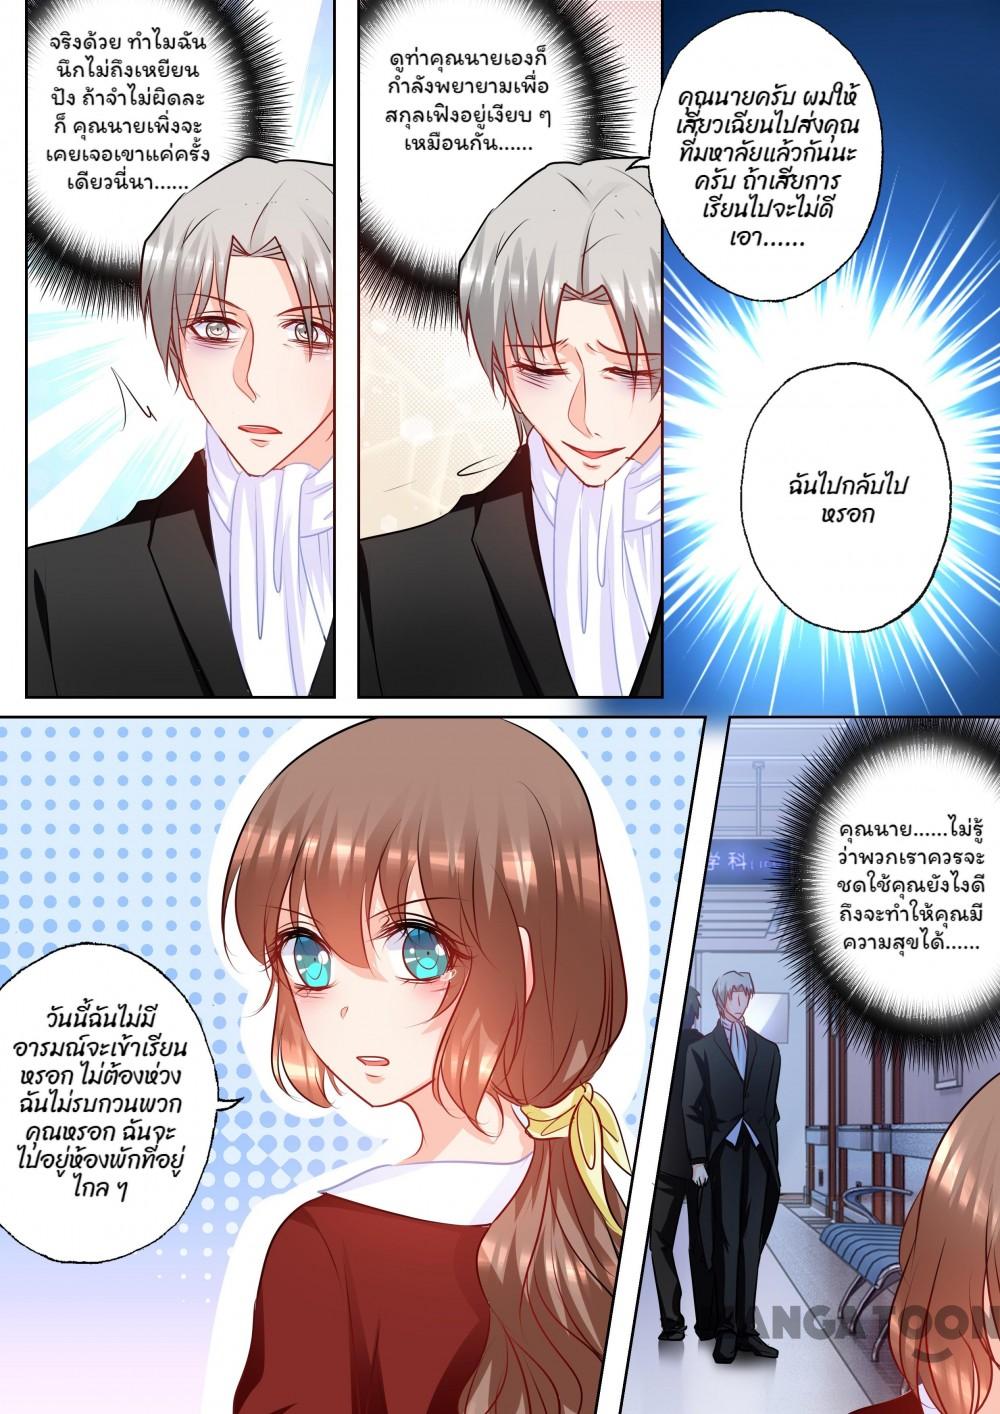 จริงด้วย ทำไมฉัน
นึกไม่ถึงเหยียน
ปัง ถ้าจำไม่ผิดละ
ก็ คุณนายเพิ่งจะ
เคยเจอเขาแค่ครั้ง
เดียวนี่นา......
ดูท่าคุณนายเองก็
กำลังพยายามเพื่อ
สกุลเฟิงอยู่เงียบ ๆ
เหมือนกัน......
คุณนายครับ ผมให้
เสี่ยวเฉียนไปส่งคุณ
ที่มหาลัยแล้วกันนะ
ครับ ถ้าเสียการ
เรียนไปจะไม่ดี
เอา......
ฉันไปกลับไป
หรอก
วันนี้ฉันไม่มี
อารมณ์จะเข้าเรียน
หรอก ไม่ต้องห่วง
ฉันไม่รบกวนพวก
คุณหรอก ฉันจะ
ไปอยู่ห้องพักที่อยู่
ไกล ๆ
คุณนาย......ไม่รู้
ว่าพวกเราควรจะ
ชดใช้คุณยังไงดี
ถึงจะทำให้คุณมี
ความสุขได้......
学科
MANGATOON